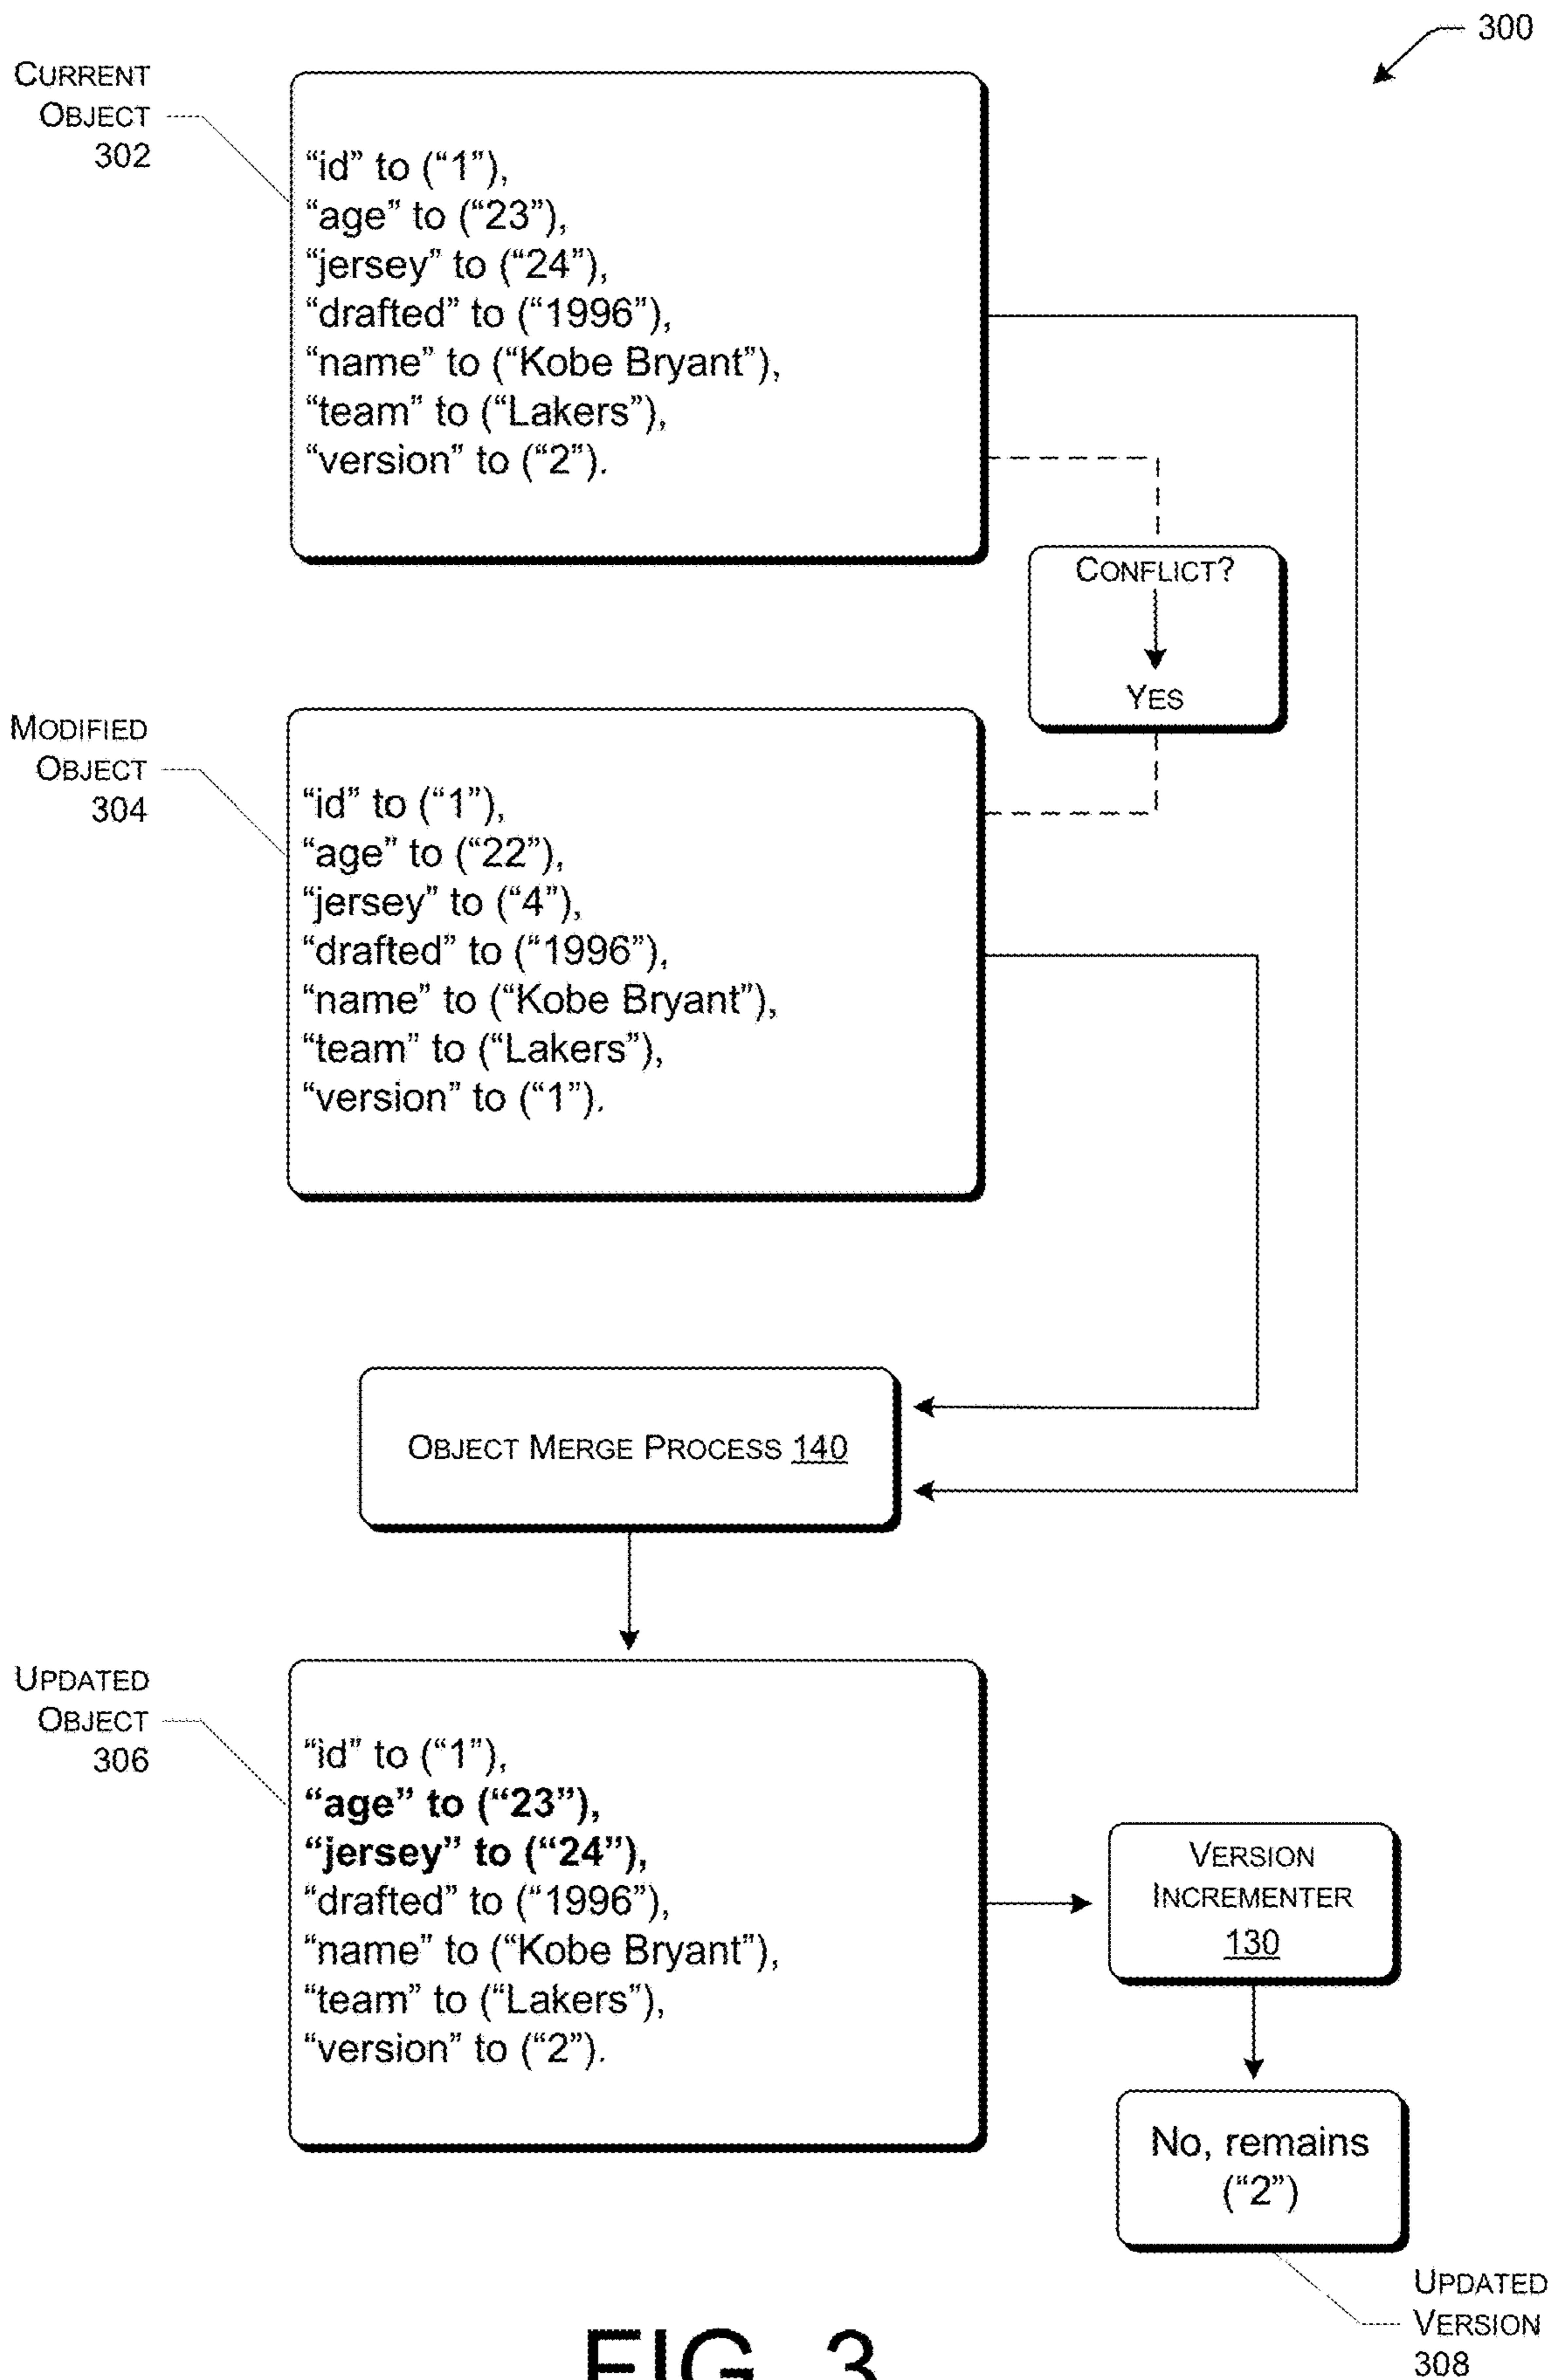 300
CURRENT
OBJECT
302
“id” to (“1”),
“age” to (“23”),
“jersey” to (“24”),
“drafted” to (“1996”),
“name” to (“Kobe Bryant”),
“team” to (“Lakers”),
“version” to (“2”).
CONFLICT?
YES
MODIFIED
OBJECT
304
“id” to (“1”),
“age” to (“22”),
“jersey” to (“4”),
“drafted” to (“1996”),
“name” to (“Kobe Bryant”),
“team” to (“Lakers”),
“version” to (“1”).
OBJECT MERGE PROCESS 140
UPDATED
OBJECT
306
“id” to (“1”),
“age” to (“23”),
“jersey” to (“24”),
“drafted” to (“1996”),
“name” to (“Kobe Bryant”),
“team” to (“Lakers”),
“version” to (“2”).
VERSION
INCREMENTER
130
No, remains
(“2”)
UPDATED
VERSION
308
FIG. 3